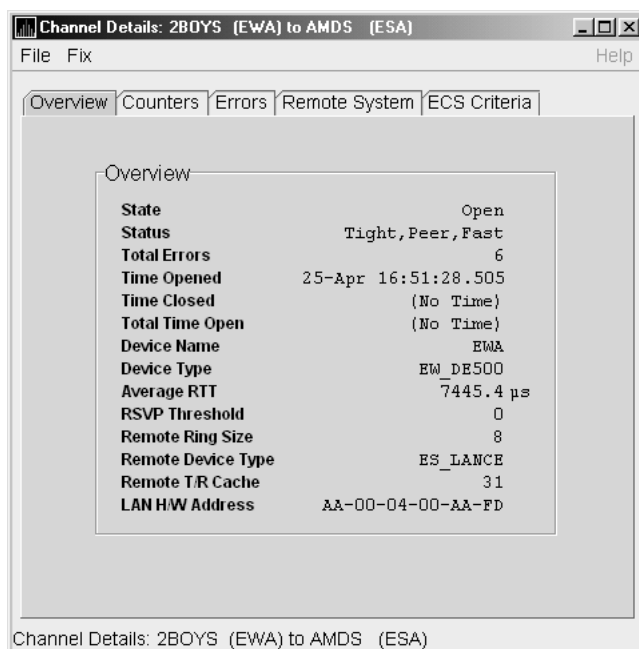 Channel Details: 2BOYS (EWA) to AMDS (ESA)
File Fix Help
Overview Counters Errors Remote System ECS Criteria
Overview
State Open
Status Tight,Peer,Fast
Total Errors 6
Time Opened 25-Apr 16:51:28.505
Time Closed (No Time)
Total Time Open (No Time)
Device Name EWA
Device Type EW_DE500
Average RTT 7445.4 µs
RSVP Threshold 0
Remote Ring Size 8
Remote Device Type ES_LANCE
Remote T/R Cache 31
LAN H/W Address AA-00-04-00-AA-FD
Channel Details: 2BOYS (EWA) to AMDS (ESA)